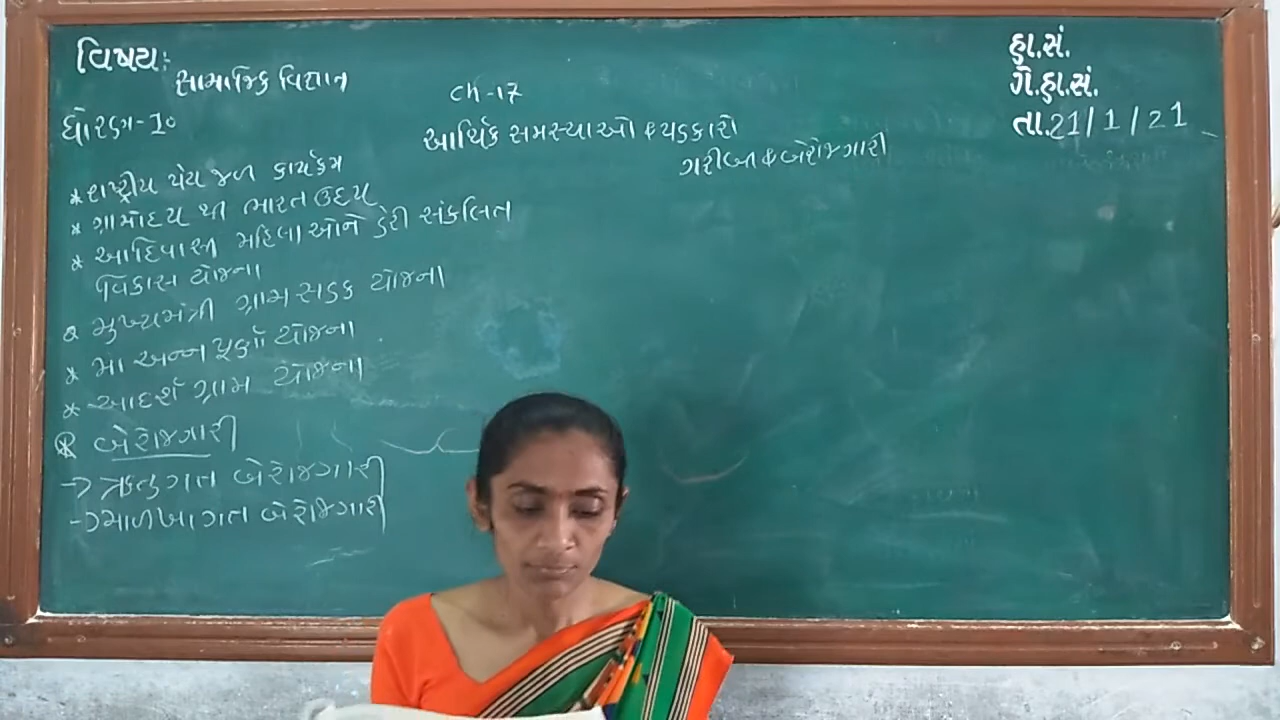 વિષય:
સામાજિક વિજ્ઞાન
ધોરણ-10
ch-17
આર્થિક સમસ્યાઓ & પડકારો
ગરીબી & બેરોજગારી
હા.સં.
ગે.હા.સં.
તા.21/1/21
* રાષ્ટ્રીય પેય જળ કાર્યક્રમ
* ગ્રામોદય થી ભારત ઉદય
* આદિવાસી મહિલાઓને ડેરી સંકલિત
વિકાસ યોજના
* મુખ્યમંત્રી ગ્રામ સડક યોજના
* મા અન્નપૂર્ણા યોજના
* આદર્શ ગ્રામ યોજના
* બેરોજગારી
→ ઋતુગત બેરોજગારી
→ માળખાગત બેરોજગારી